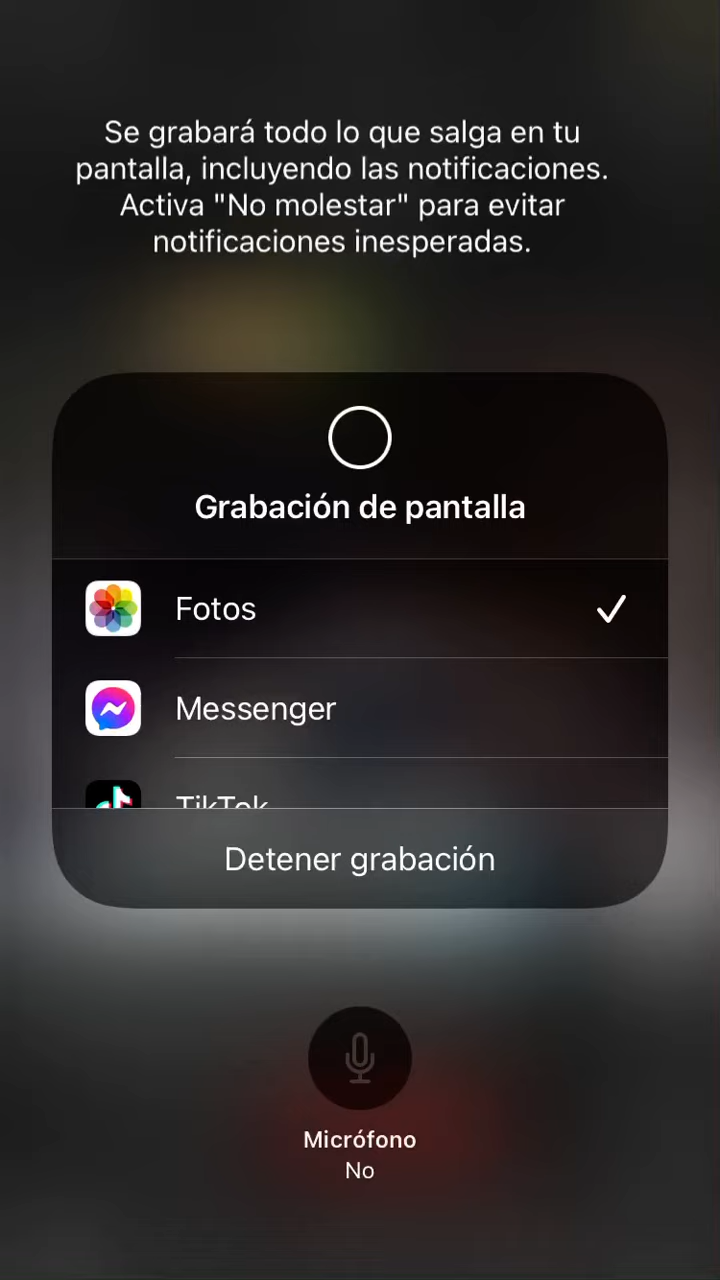 Se grabará todo lo que salga en tu
pantalla, incluyendo las notificaciones.
Activa "No molestar" para evitar
notificaciones inesperadas.
Grabación de pantalla
Fotos
Messenger
TikTok
Detener grabación
Micrófono
No